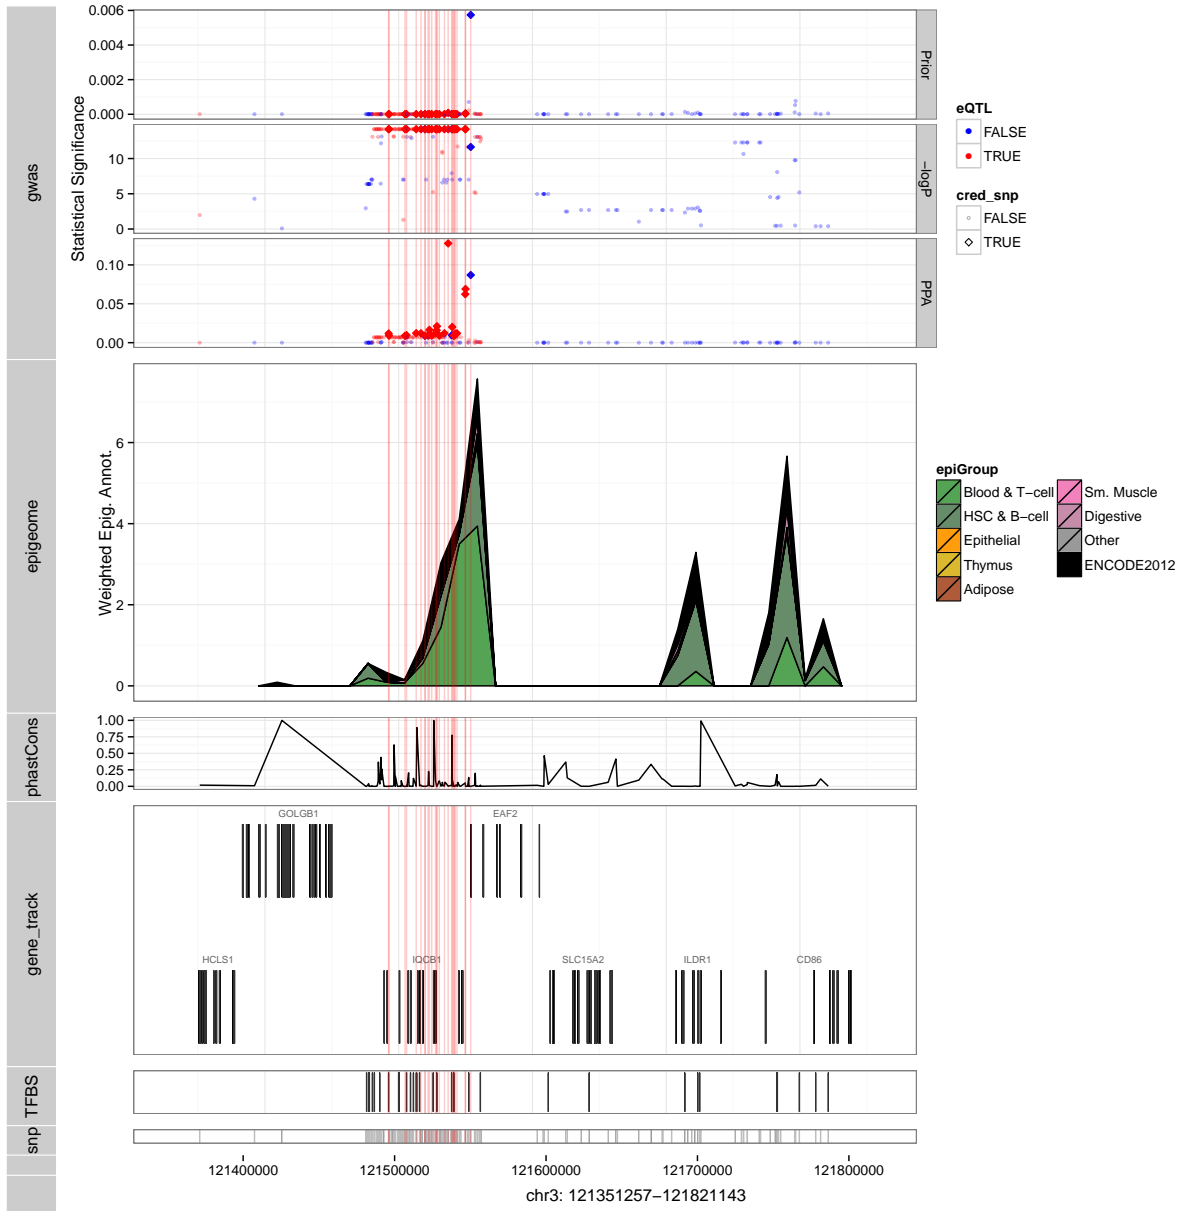 gwas
Statistical Significance
0.006
0.004
0.002
0.000
Prior
10
5
0
−logP
0.10
0.05
0.00
PPA
eQTL
FALSE
TRUE
cred_snp
FALSE
TRUE
epigeome
Weighted Epig. Annot.
6
4
2
0
epiGroup
Blood & T−cell
HSC & B−cell
Epithelial
Thymus
Adipose
Sm. Muscle
Digestive
Other
ENCODE2012
phastCons
1.00
0.75
0.50
0.25
0.00
gene_track
GOLGB1
EAF2
HCLS1
IQCB1
SLC15A2
ILDR1
CD86
TFBS
snp
121400000
121500000
121600000
121700000
121800000
chr3: 121351257−121821143